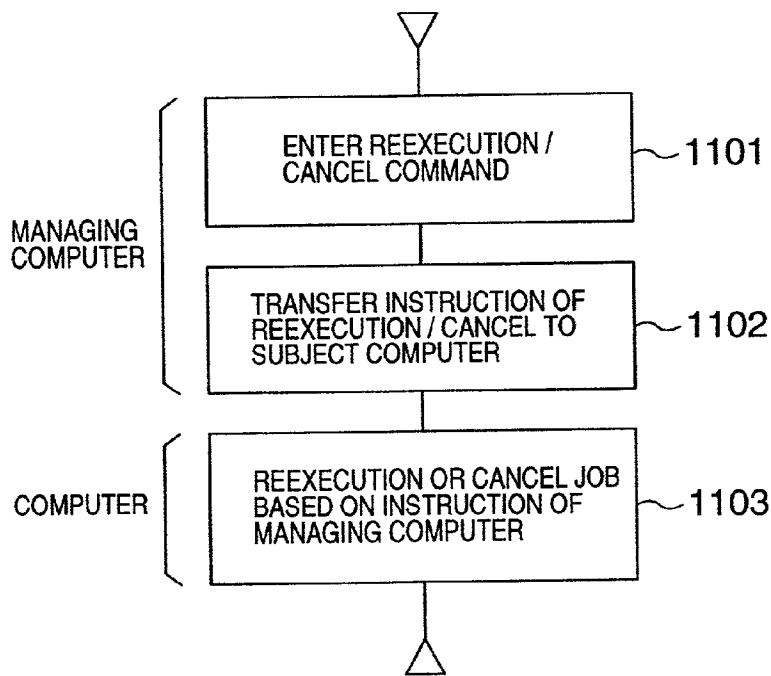 ENTER REEXECUTION /
CANCEL COMMAND
1101
MANAGING
COMPUTER
TRANSFER INSTRUCTION OF
REEXECUTION / CANCEL TO
SUBJECT COMPUTER
1102
COMPUTER
REEXECUTION OR CANCEL JOB
BASED ON INSTRUCTION OF
MANAGING COMPUTER
1103